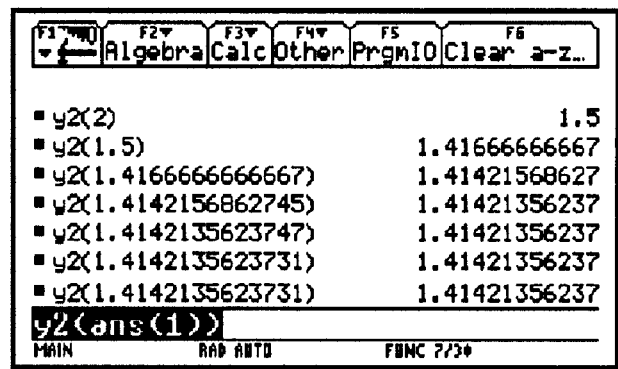 F1 F2 F3 F4 F5 F6
Algebra Calc Other PrgmIO Clear a-z…
▪ y2(2) 1.5
▪ y2(1.5) 1.41666666667
▪ y2(1.4166666666667) 1.41421568627
▪ y2(1.4142156862745) 1.41421356237
▪ y2(1.4142135623747) 1.41421356237
▪ y2(1.4142135623731) 1.41421356237
▪ y2(1.4142135623731) 1.41421356237
y2(ans(1))
MAIN RAD AUTO FUNC 7/30